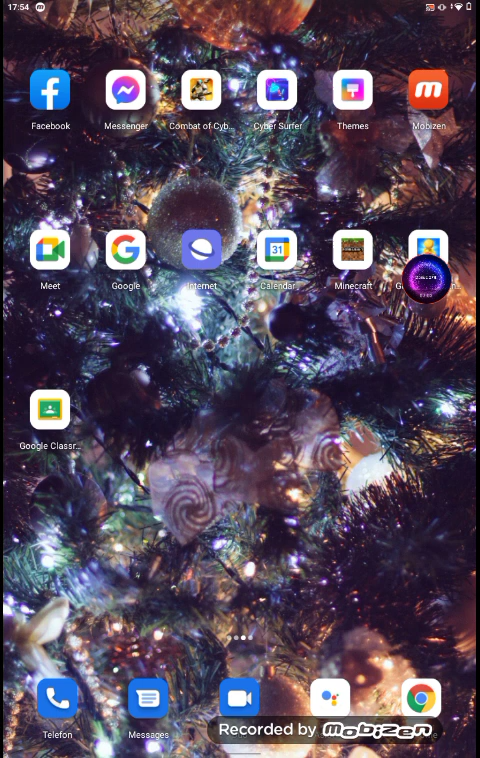 17:54
Facebook
Messenger
Combat of Cyb...
Cyber Surfer
Themes
Mobizen
31
Meet
Google
Internet
Calendar
Minecraft
Google Classr...
Telefon
Messages
Recorded by Mobizen